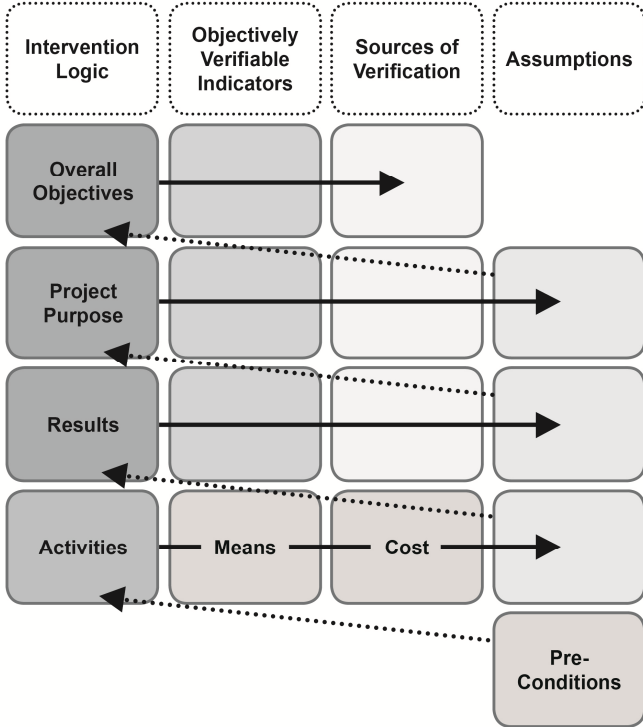 Intervention
Logic
Objectively
Verifiable
Indicators
Sources of
Verification
Assumptions
Overall
Objectives
Project
Purpose
Results
Activities
Means
Cost
Pre-
Conditions